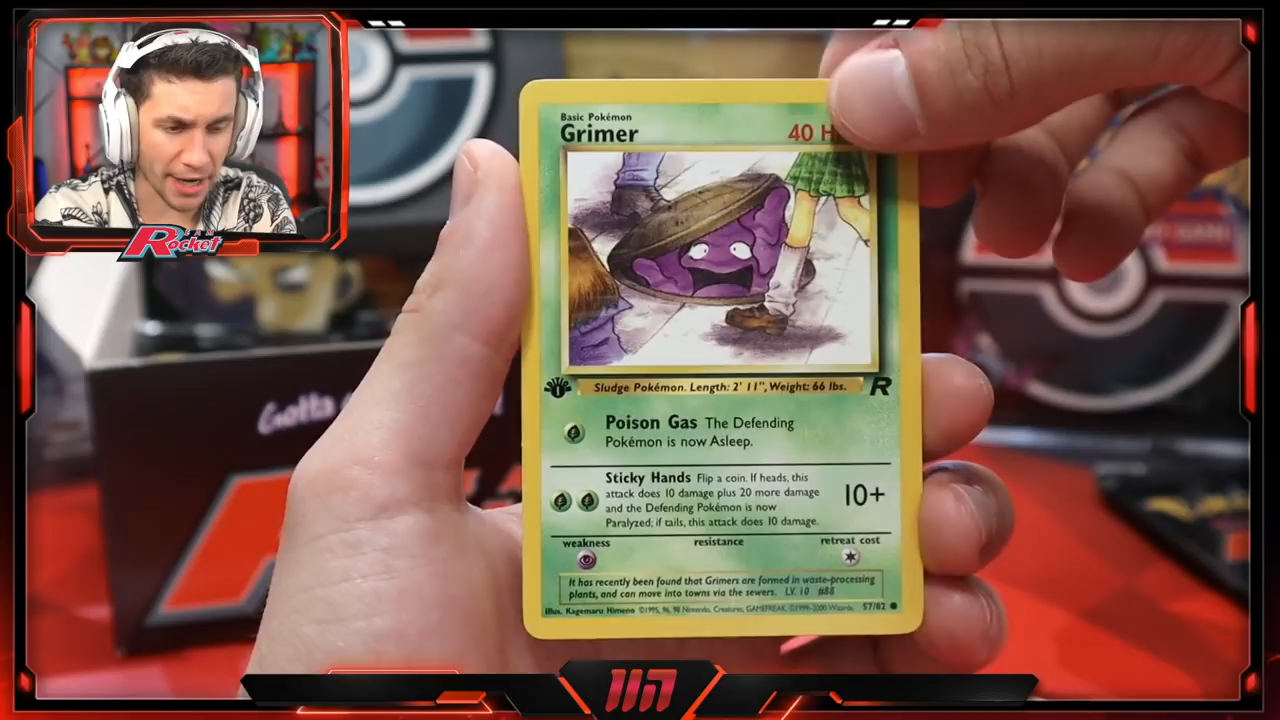 TEAM
Rocket
Gotta
Basic Pokémon
Grimer
40 H
1
Sludge Pokémon. Length: 2' 11", Weight: 66 lbs.
R
Poison Gas The Defending
Pokémon is now Asleep.
Sticky Hands Flip a coin. If heads, this
attack does 10 damage plus 20 more damage
and the Defending Pokémon is now
Paralyzed; if tails, this attack does 10 damage.
10+
weakness resistance retreat cost
It has recently been found that Grimers are formed in waste-processing
plants, and can move into towns via the sewers. LV. 10 #88
Illus. Kagemaru Himeno ©1995, 96, 98 Nintendo, Creatures, GAMEFREAK. ©1999-2000 Wizards. 57/82